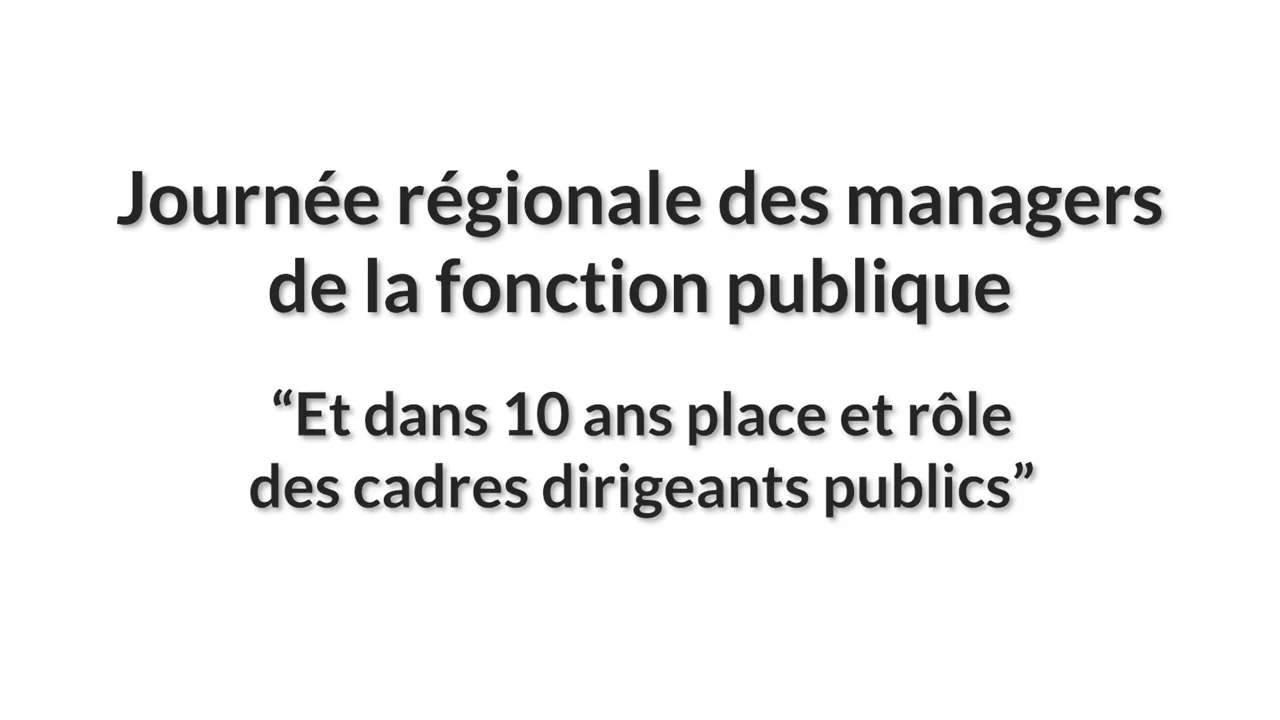 Journée régionale des managers
de la fonction publique
“Et dans 10 ans place et rôle
des cadres dirigeants publics”